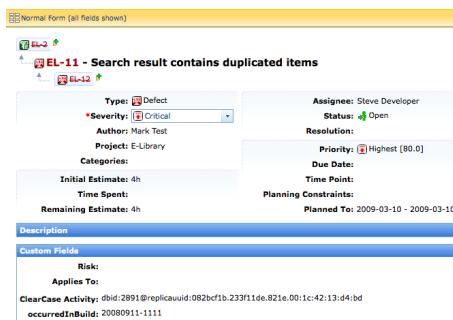 Normal Form (all fields shown)
EL-2
EL-11 - Search result contains duplicated items
EL-12
Type: Defect
Assignee: Steve Developer
*Severity: Critical
Status: Open
Author: Mark Test
Resolution:
Project: E-Library
Priority: Highest [80.0]
Categories:
Due Date:
Initial Estimate: 4h
Time Point:
Time Spent:
Planning Constraints:
Remaining Estimate: 4h
Planned To: 2009-03-10 - 2009-03-10
Description
Custom Fields
Risk:
Applies To:
ClearCase Activity: dbid:2891@replicauuid:082bcf1b.233f11de.821e.00:1c:42:13:d4:bd
occurredInBuild: 20080911-1111